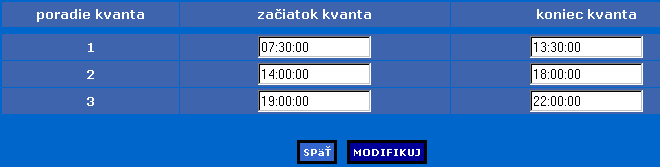 poradie kvanta začiatok kvanta koniec kvanta
1 07:30:00 13:30:00
2 14:00:00 18:00:00
3 19:00:00 22:00:00
SPaŤ MODIFIKUJ